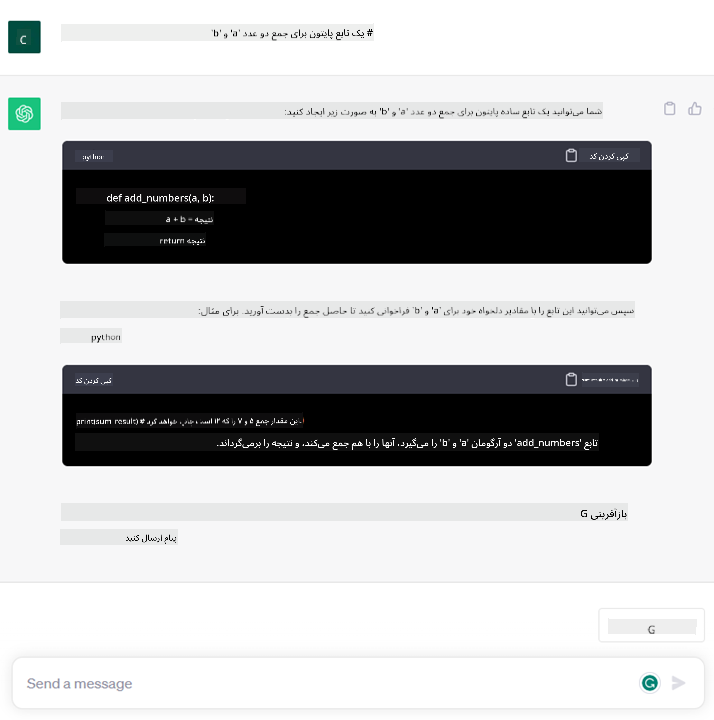 C
# یک تابع پایتون برای جمع دو عدد 'a' و 'b'
شما می‌توانید یک تابع ساده پایتون برای جمع دو عدد 'a' و 'b' به صورت زیر ایجاد کنید:
python
کپی کردن کد
def add_numbers(a, b):
نتیجه = a + b
return نتیجه
سپس می‌توانید این تابع را با مقادیر دلخواه خود برای 'a' و 'b' فراخوانی کنید تا حاصل جمع را بدست آورید. برای مثال:
python
کپی کردن کد
print(sum_result) # این مقدار جمع ۵ و ۷ را که ۱۲ است چاپ خواهد کرد
تابع 'add_numbers' دو آرگومان 'a' و 'b' را می‌گیرد، آنها را با هم جمع می‌کند، و نتیجه را برمی‌گرداند.
بازآفرینی G
پیام ارسال کنید
G
Send a message